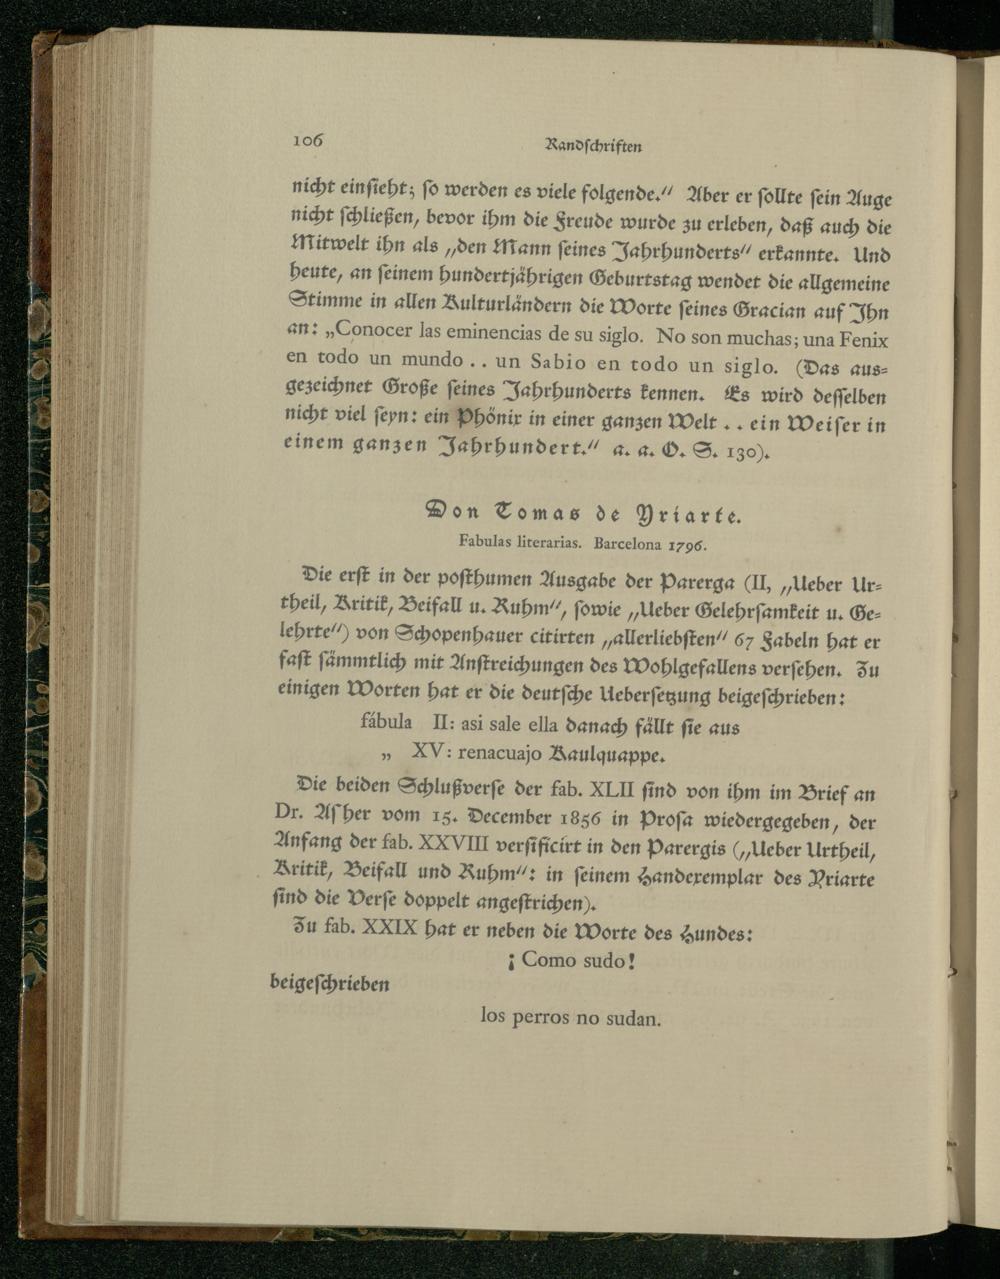 106 Randschriften
nicht einsieht; so werden es viele folgende.“ Aber er sollte sein Auge
nicht schließen, bevor ihm die Freude wurde zu erleben, daß auch die
Mitwelt ihn als „den Mann seines Jahrhunderts“ erkannte. Und
heute, an seinem hundertjährigen Geburtstag wendet die allgemeine
Stimme in allen Kulturländern die Worte seines Gracian auf Ihn
an: „Conocer las eminencias de su siglo. No son muchas; una Fenix
en todo un mundo .. un Sabio en todo un siglo. (Das aus=
gezeichnet Große seines Jahrhunderts kennen. Es wird desselben
nicht viel seyn: ein Phönix in einer ganzen Welt .. ein Weiser in
einem ganzen Jahrhundert.“ a. a. O. S. 130).
Don Tomas de Yriarte.
Fabulas literarias. Barcelona 1796.
Die erst in der posthumen Ausgabe der Parerga (II, „Ueber Ur=
theil, Kritik, Beifall u. Ruhm“, sowie „Ueber Gelehrsamkeit u. Ge=
lehrte“) von Schopenhauer citirten „allerliebsten“ 67 Fabeln hat er
fast sämmtlich mit Anstreichungen des Wohlgefallens versehen. Zu
einigen Worten hat er die deutsche Uebersetzung beigeschrieben:
fábula II: asi sale ella danach fällt sie aus
„ XV: renacuajo Kaulquappe.
Die beiden Schlußverse der fab. XLII sind von ihm im Brief an
Dr. Asher vom 15. December 1856 in Prosa wiedergegeben, der
Anfang der fab. XXVIII versificirt in den Parergis („Ueber Urtheil,
Kritik, Beifall und Ruhm“: in seinem Handexemplar des Yriarte
sind die Verse doppelt angestrichen).
Zu fab. XXIX hat er neben die Worte des Hundes:
¡ Como sudo!
beigeschrieben
los perros no sudan.